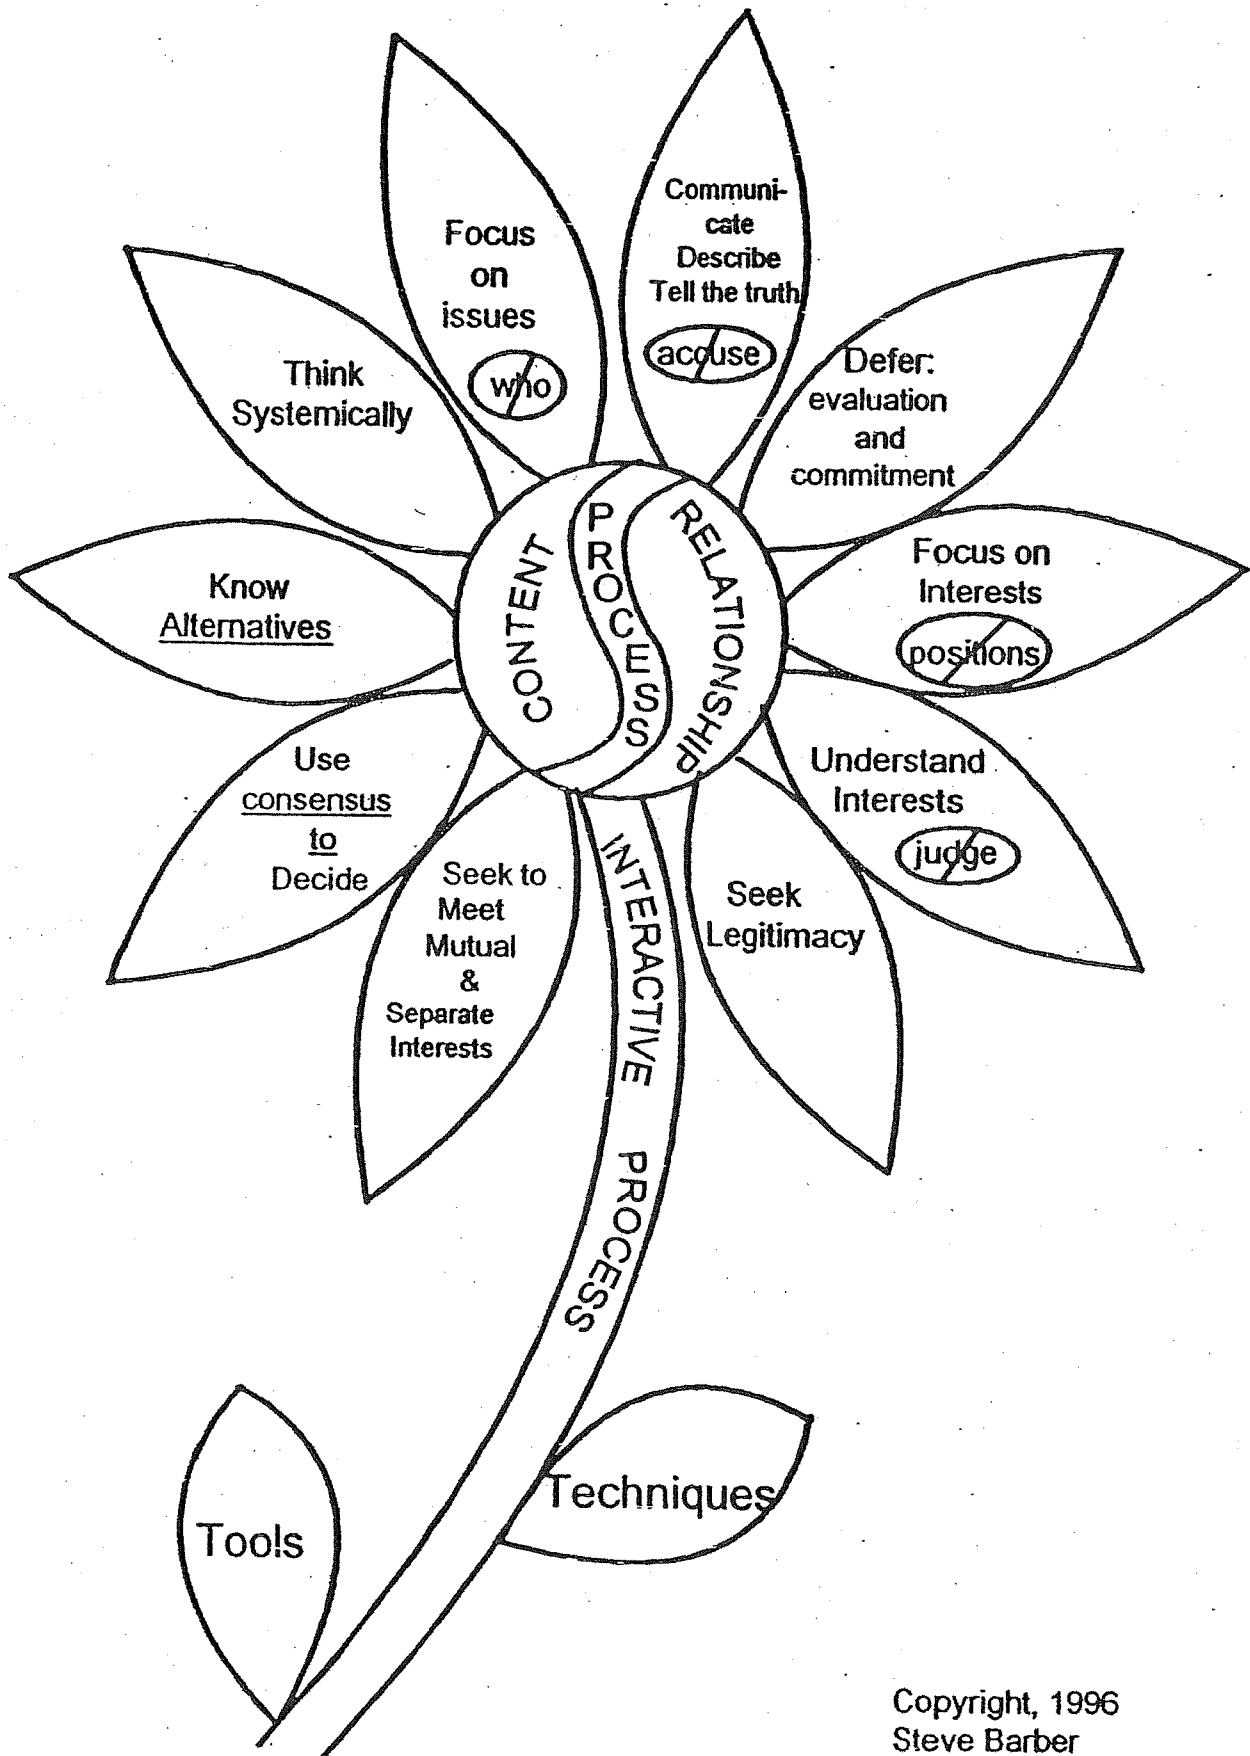 Communi-
cate
Describe
Tell the truth
accuse
Focus
on
issues
who
Think
Systemically
Defer:
evaluation
and
commitment
Know
Alternatives
CONTENT
PROCESS
RELATIONSHIP
Focus on
Interests
positions
Use
consensus
to
Decide
Understand
Interests
judge
Seek to
Meet
Mutual
&
Separate
Interests
Seek
Legitimacy
INTERACTIVE PROCESS
Tools
Techniques
Copyright, 1996
Steve Barber